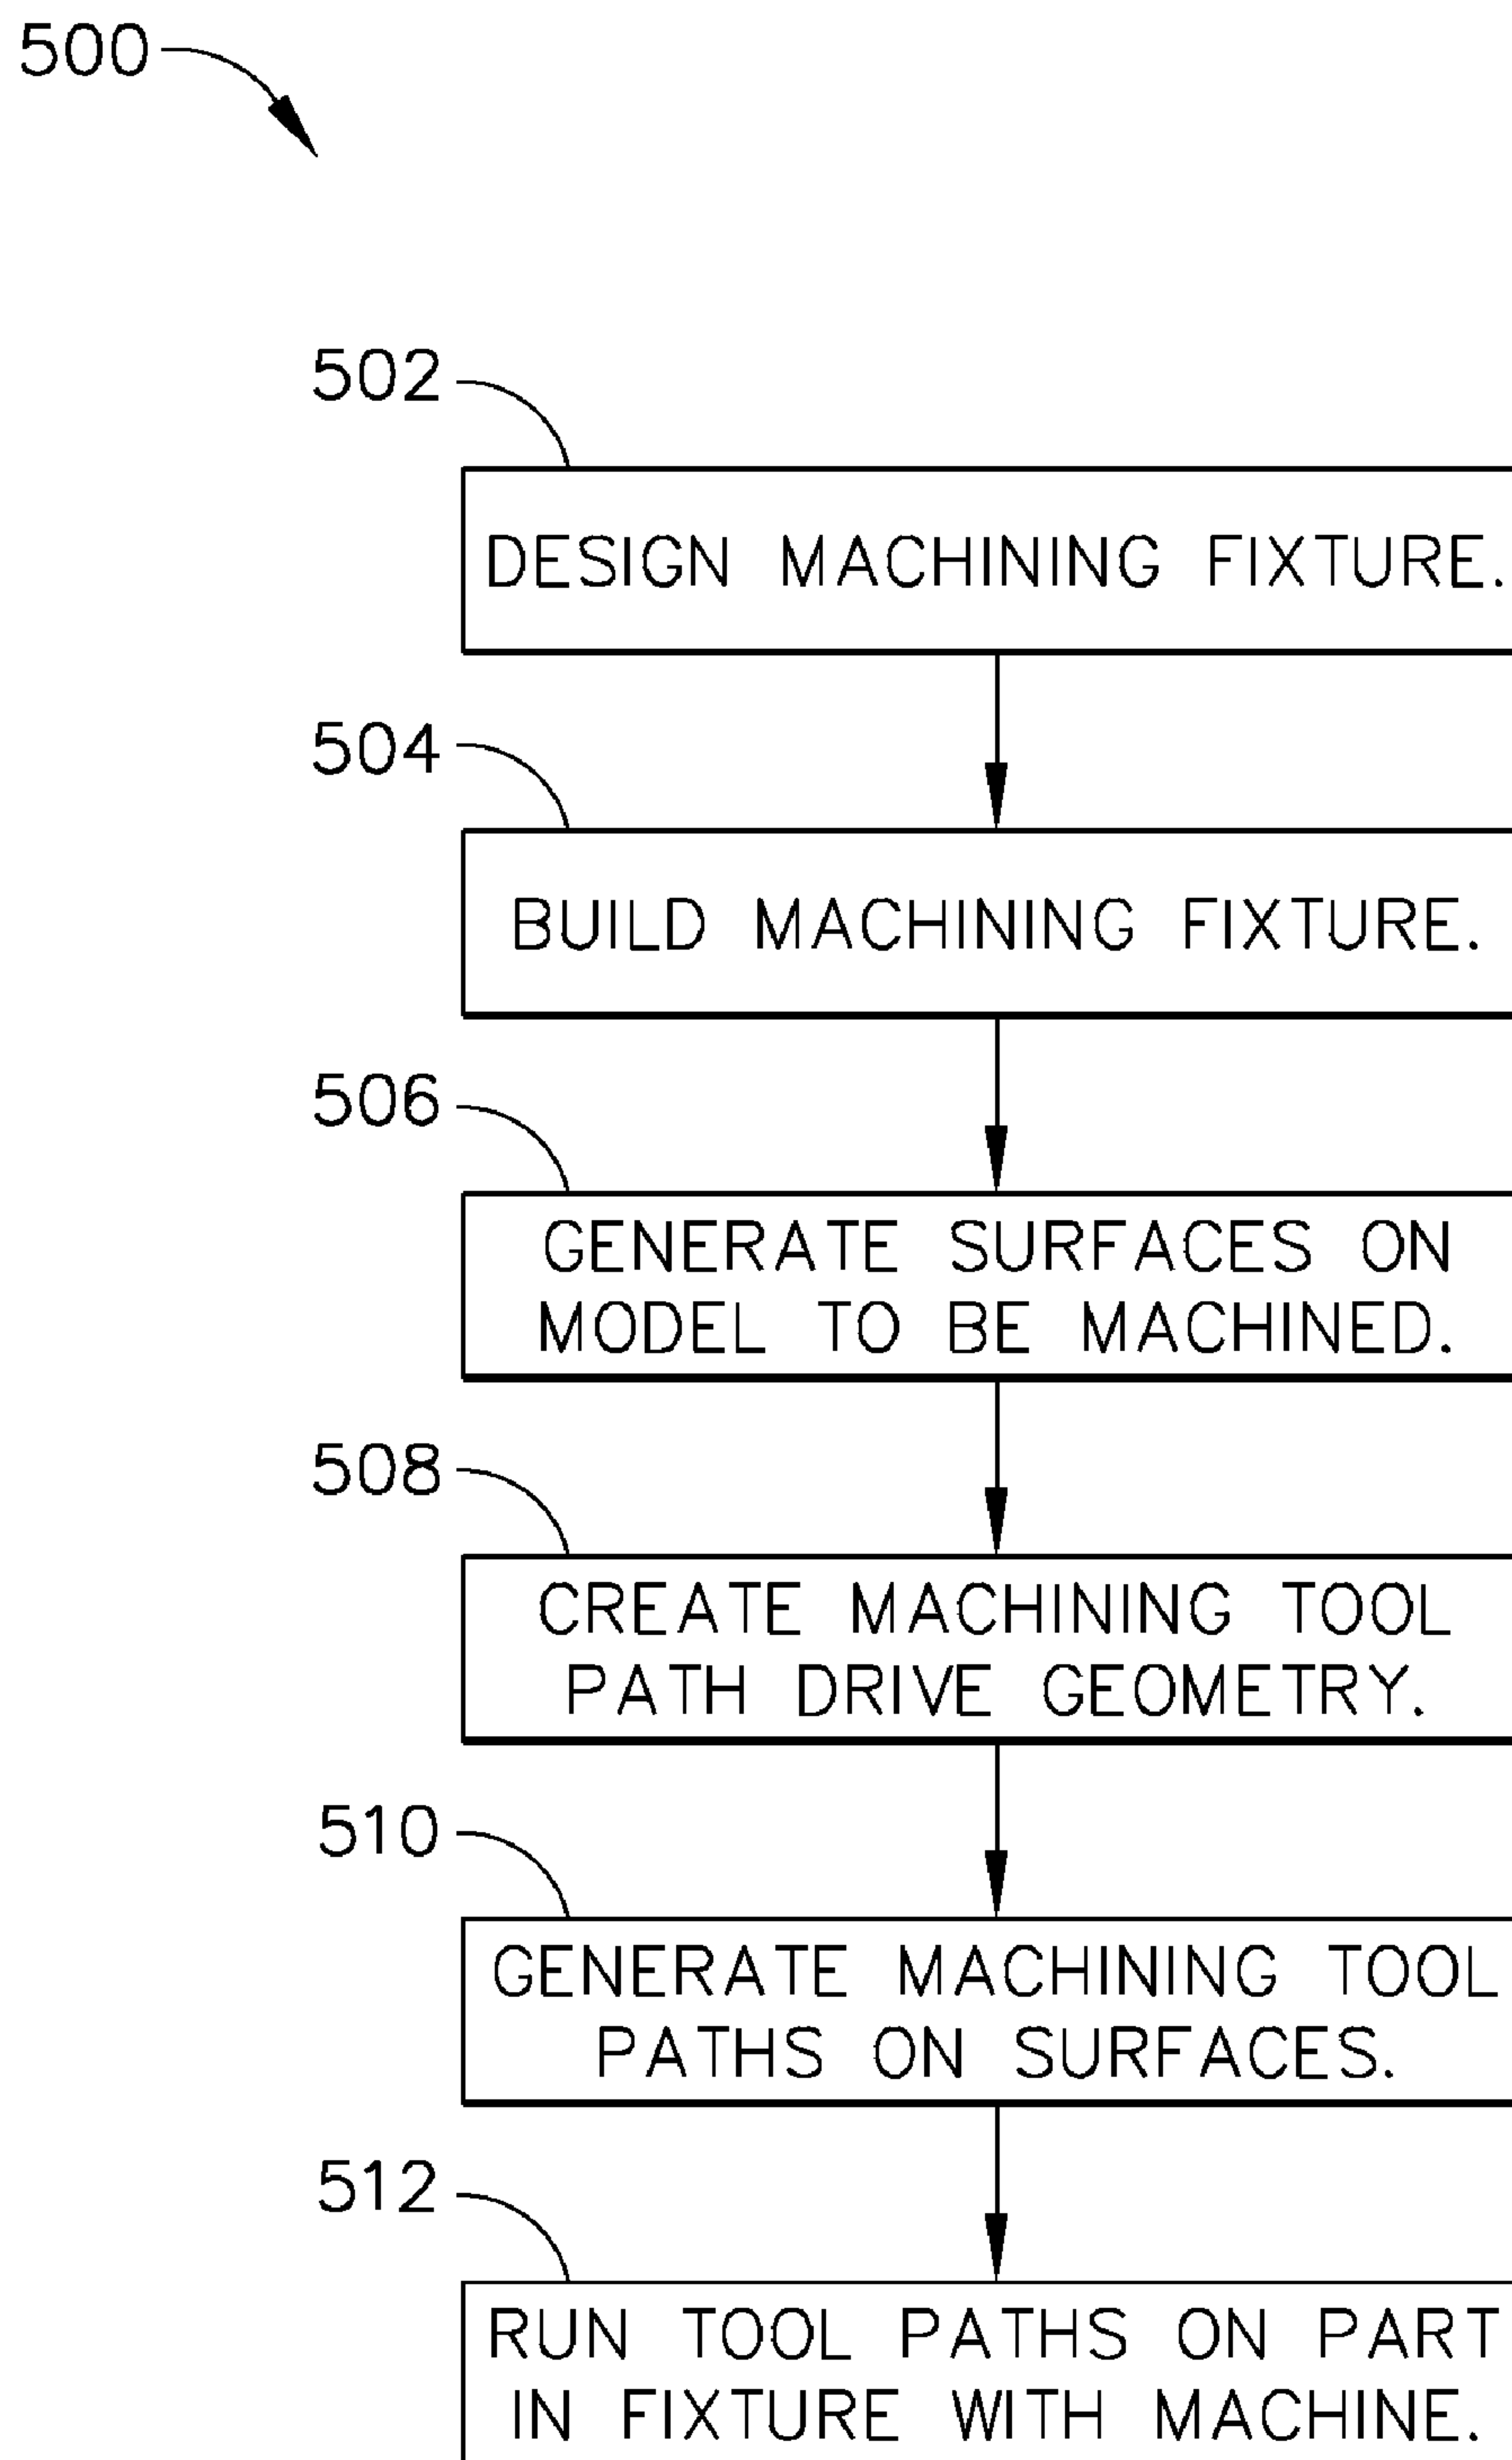 500
502
DESIGN MACHINING FIXTURE.
504
BUILD MACHINING FIXTURE.
506
GENERATE SURFACES ON
MODEL TO BE MACHINED.
508
CREATE MACHINING TOOL
PATH DRIVE GEOMETRY.
510
GENERATE MACHINING TOOL
PATHS ON SURFACES.
512
RUN TOOL PATHS ON PART
IN FIXTURE WITH MACHINE.